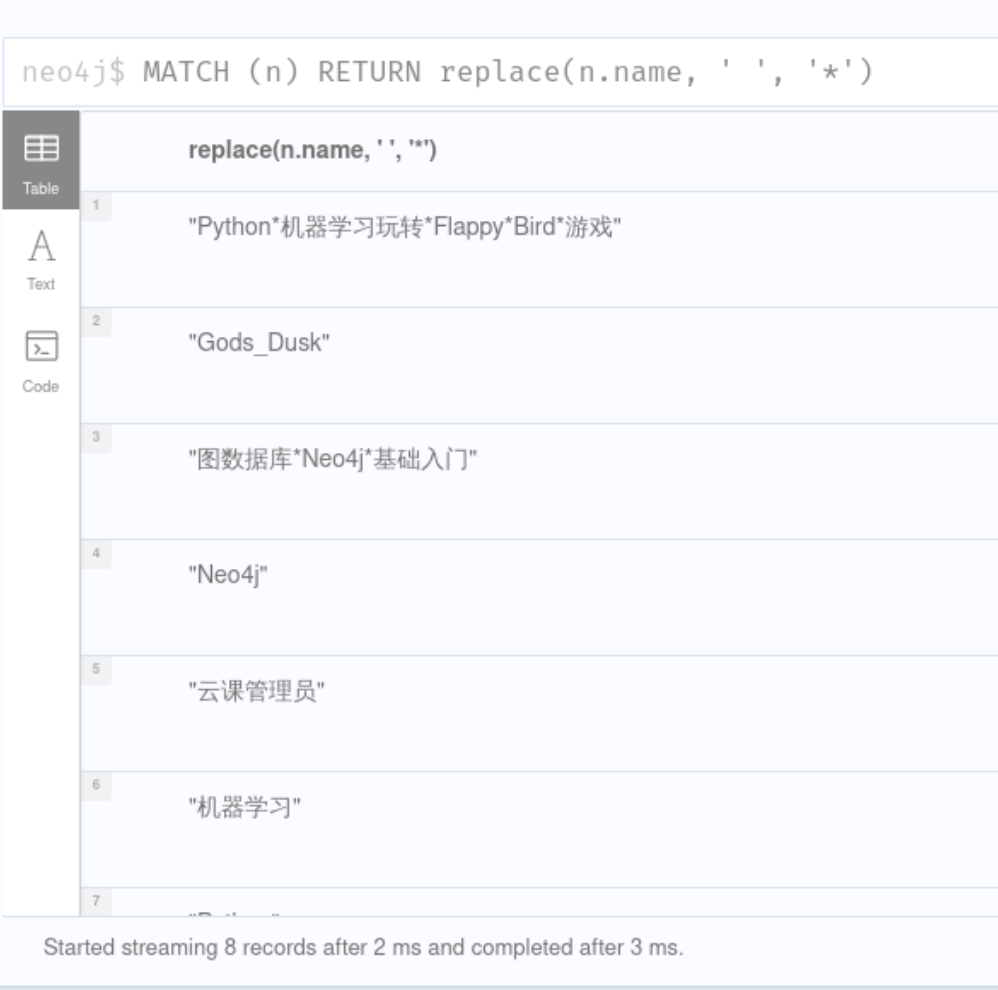 neo4j$ MATCH (n) RETURN replace(n.name, ' ', '*')
replace(n.name, ' ', '*')
Table
1
"Python*机器学习玩转*Flappy*Bird*游戏"
Text
2
"Gods_Dusk"
Code
3
"图数据库*Neo4j*基础入门"
4
"Neo4j"
5
"云课管理员"
6
"机器学习"
7
Started streaming 8 records after 2 ms and completed after 3 ms.